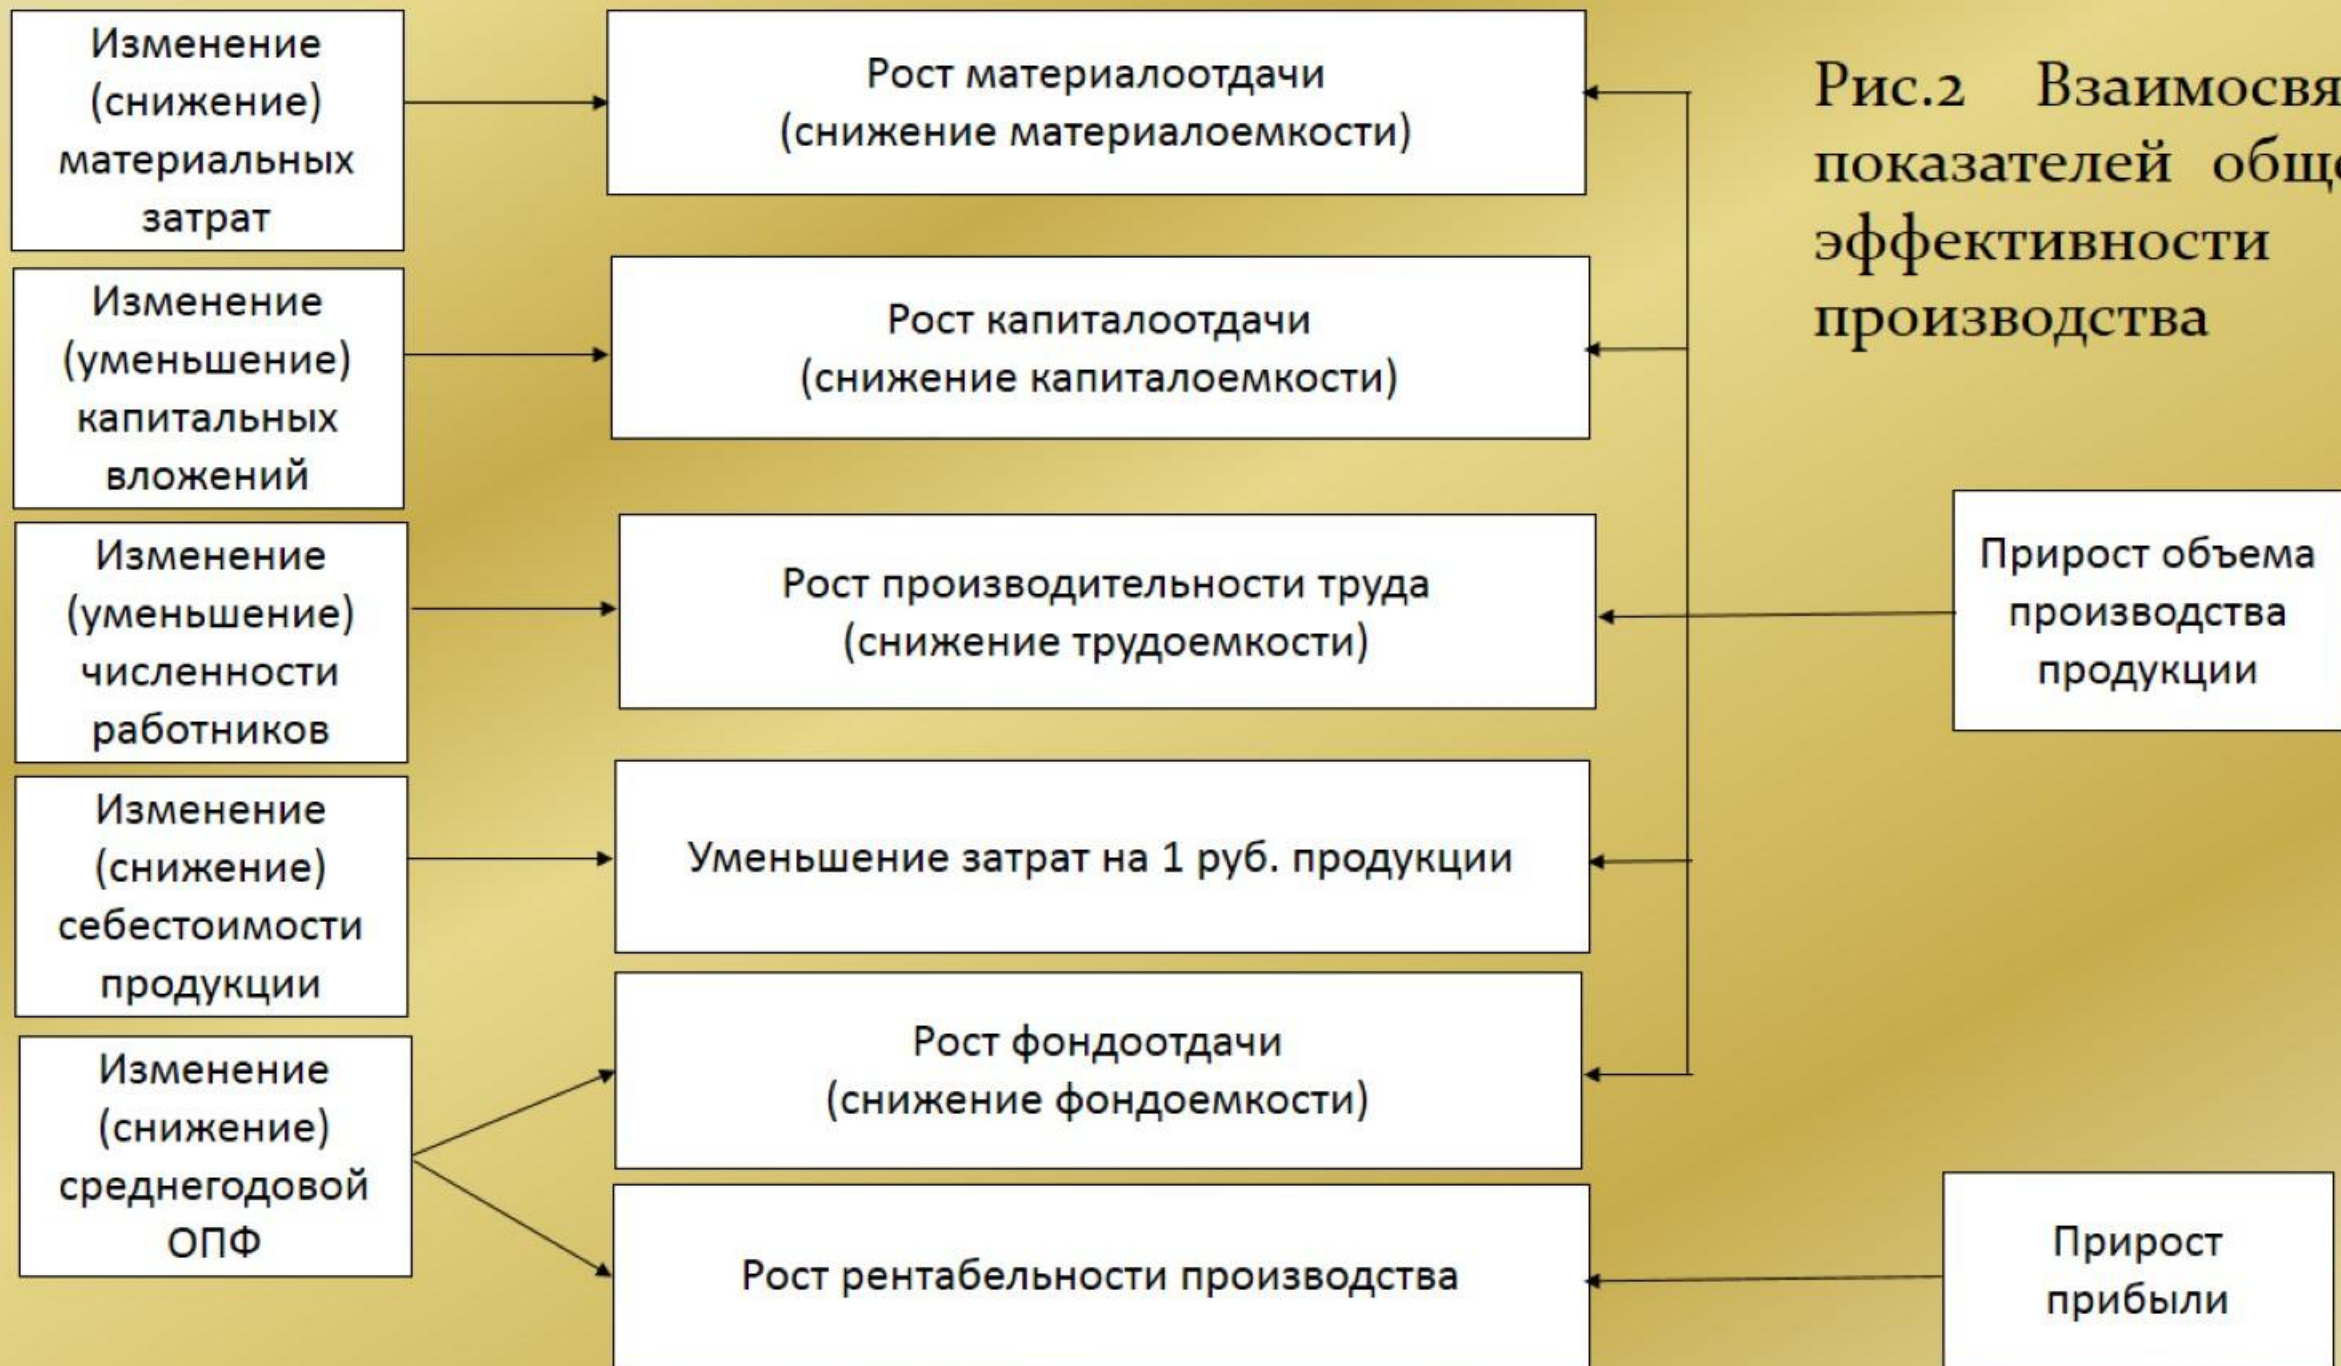 Изменение
(снижение)
материальных
затрат
Рост материалоотдачи
(снижение материалоемкости)
Рис.2
показателей
эффективности
производства
Изменение
(уменьшение)
капитальных
вложений
Рост капиталоотдачи
(снижение капиталоемкости)
Изменение
(уменьшение)
численности
работников
Рост производительности труда
(снижение трудоемкости)
Прирост объема
производства
продукции
Изменение
(снижение)
себестоимости
продукции
Уменьшение затрат на 1 руб. продукции
Изменение
(снижение)
среднегодовой
ОПФ
Рост фондоотдачи
(снижение фондоемкости)
Рост рентабельности производства
Прирост
прибыли